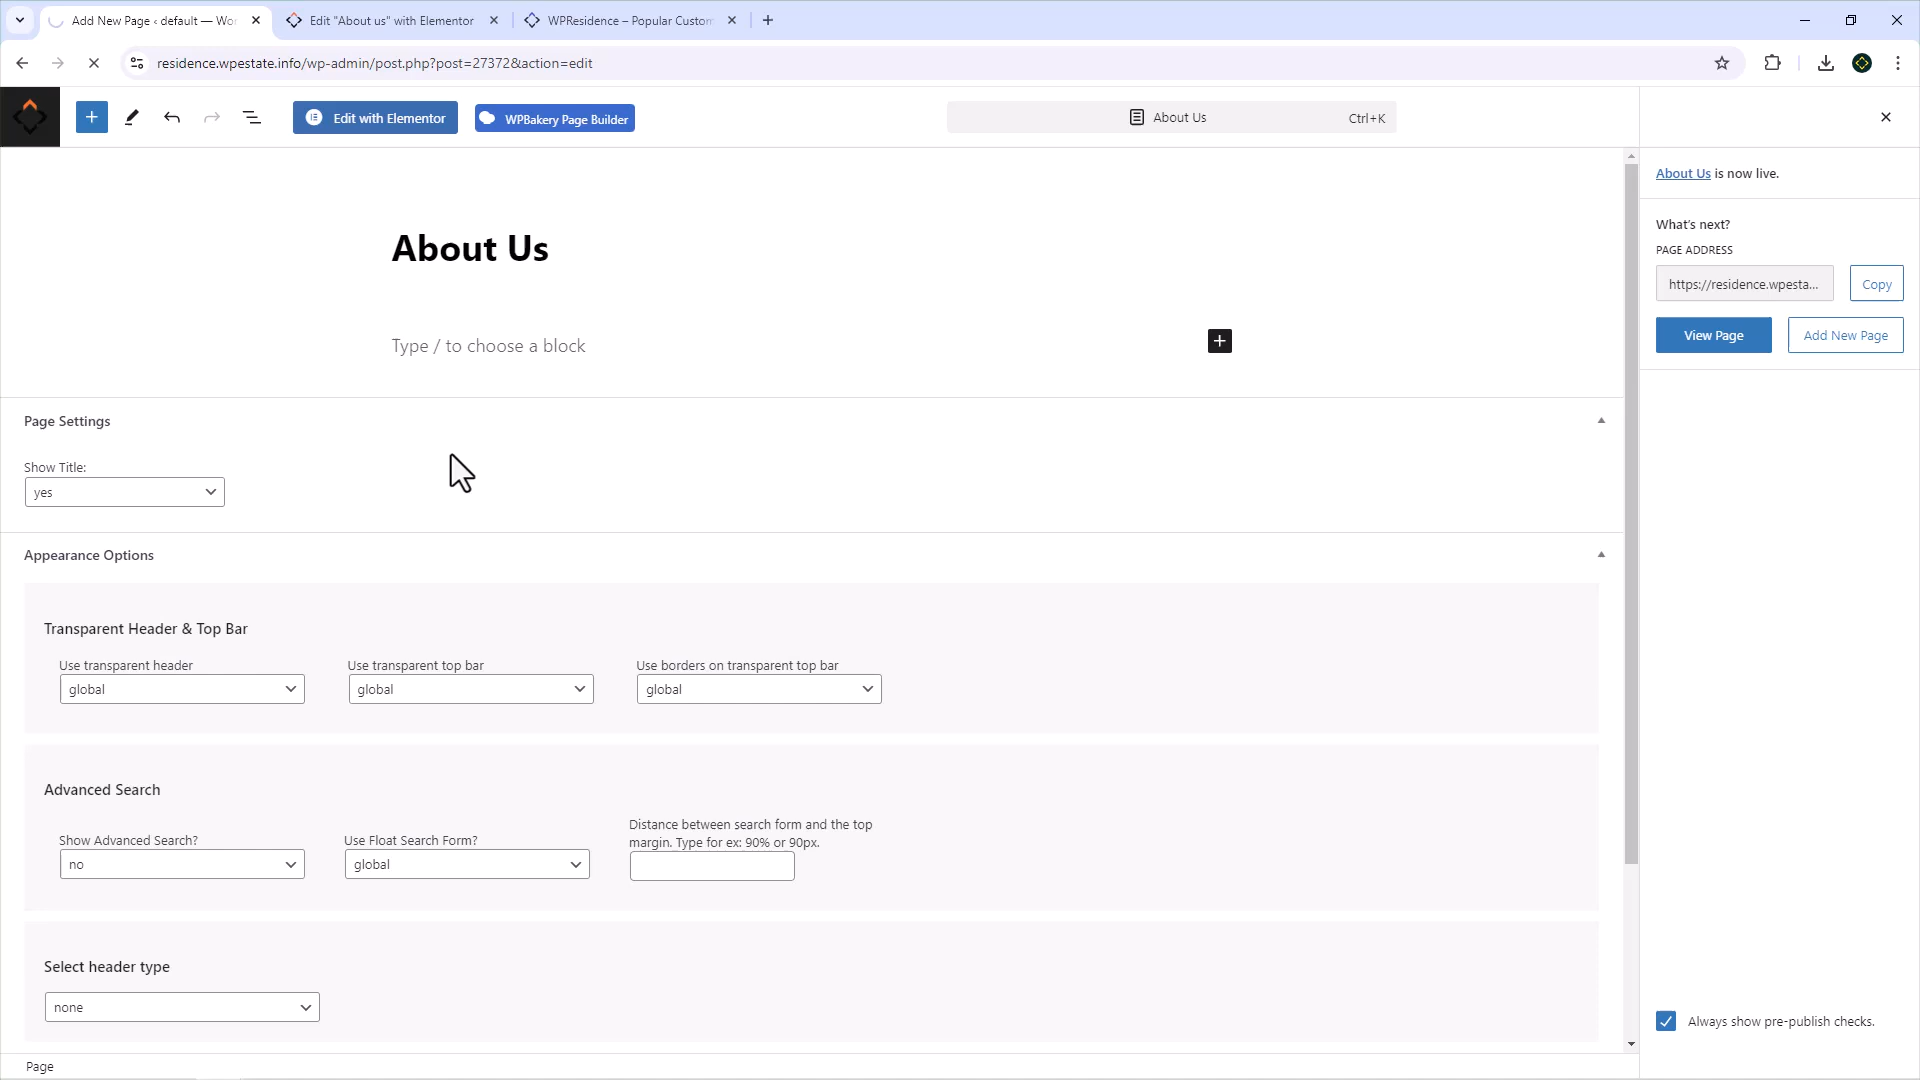 Add New Page ‹ default — Wo
Edit "About us" with Elementor
WPResidence – Popular Custom
residence.wpestate.info/wp-admin/post.php?post=27372&action=edit
Edit with Elementor
WPBakery Page Builder
About Us
Ctrl+K
About Us is now live.
What's next?
PAGE ADDRESS
https://residence.wpesta...
Copy
View Page
Add New Page
About Us
Type / to choose a block
Page Settings
Show Title:
yes
Appearance Options
Transparent Header & Top Bar
Use transparent header
Use transparent top bar
Use borders on transparent top bar
global
global
global
Advanced Search
Show Advanced Search?
Use Float Search Form?
Distance between search form and the top
margin. Type for ex: 90% or 90px.
no
global
Select header type
none
Always show pre-publish checks.
Page